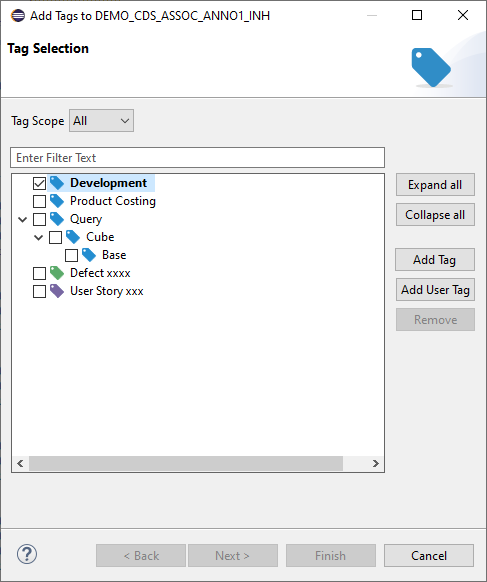 Add Tags to DEMO_CDS_ASSOC_ANNO1_INH
Tag Selection
Tag Scope All
Enter Filter Text
Development
Product Costing
Query
Cube
Base
Defect xxxx
User Story xxx
Expand all
Collapse all
Add Tag
Add User Tag
Remove
?
< Back
Next >
Finish
Cancel